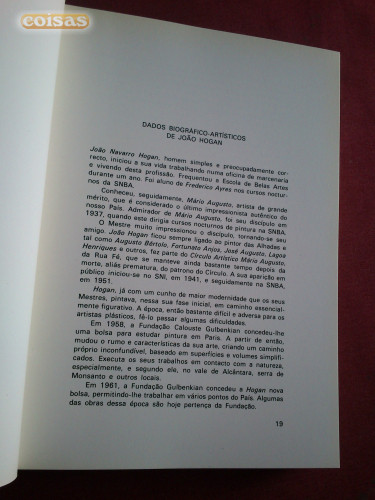 coisas
DADOS BIOGRÁFICO-ARTÍSTICOS
DE JOÃO HOGAN
João Navarro Hogan, homem simples e preocupadamente cor-
recto, iniciou a sua vida trabalhando numa oficina de marcenaria
e vivendo desta profissão. Frequentou a Escola de Belas Artes
durante um ano. Foi aluno de Frederico Ayres nos cursos noctur-
nos da SNBA.
Conheceu, seguidamente, Mário Augusto, artista de grande
mérito, que é considerado o último impressionista autêntico do
nosso País. Admirador de Mário Augusto, foi seu discípulo em
1937, quando este dirigia cursos nocturnos de pintura na SNBA.
O Mestre muito impressionou o discípulo, tornando-se seu
amigo. João Hogan ficou sempre ligado ao pintor das Alhadas e
tal como Augusto Bértolo, Fortunato Anjos, José Augusto, Lagoa
Henriques e outros, faz parte do Círculo Artístico Mário Augusto,
da Rua Fé, que se manteve ainda bastante tempo depois da
morte, aliás prematura, do patrono do Círculo. A sua aparição em
público iniciou-se no SNI, em 1941, e seguidamente na SNBA,
em 1951.
Hogan, já com um cunho de maior modernidade que os seus
Mestres, pintava, nessa sua fase inicial, em caminho essencial-
mente figurativo. A época, então bastante difícil e adversa para os
artistas plásticos, fê-lo passar algumas dificuldades.
Em 1958, a Fundação Calouste Gulbenkian concedeu-lhe
uma bolsa para estudar pintura em Paris. A partir de então,
mudou o rumo e características da sua arte, criando um caminho
próprio inconfundível, baseado em superfícies e volumes simplifi-
cados. Executa os seus trabalhos em contacto com a natureza,
especialmente, e segundo ele, no vale de Alcântara, serra de
Monsanto e outros locais.
Em 1961, a Fundação Gulbenkian concedeu a Hogan nova
bolsa, permitindo-lhe trabalhar em vários pontos do País. Algumas
das obras dessa época são hoje pertença da Fundação.
19